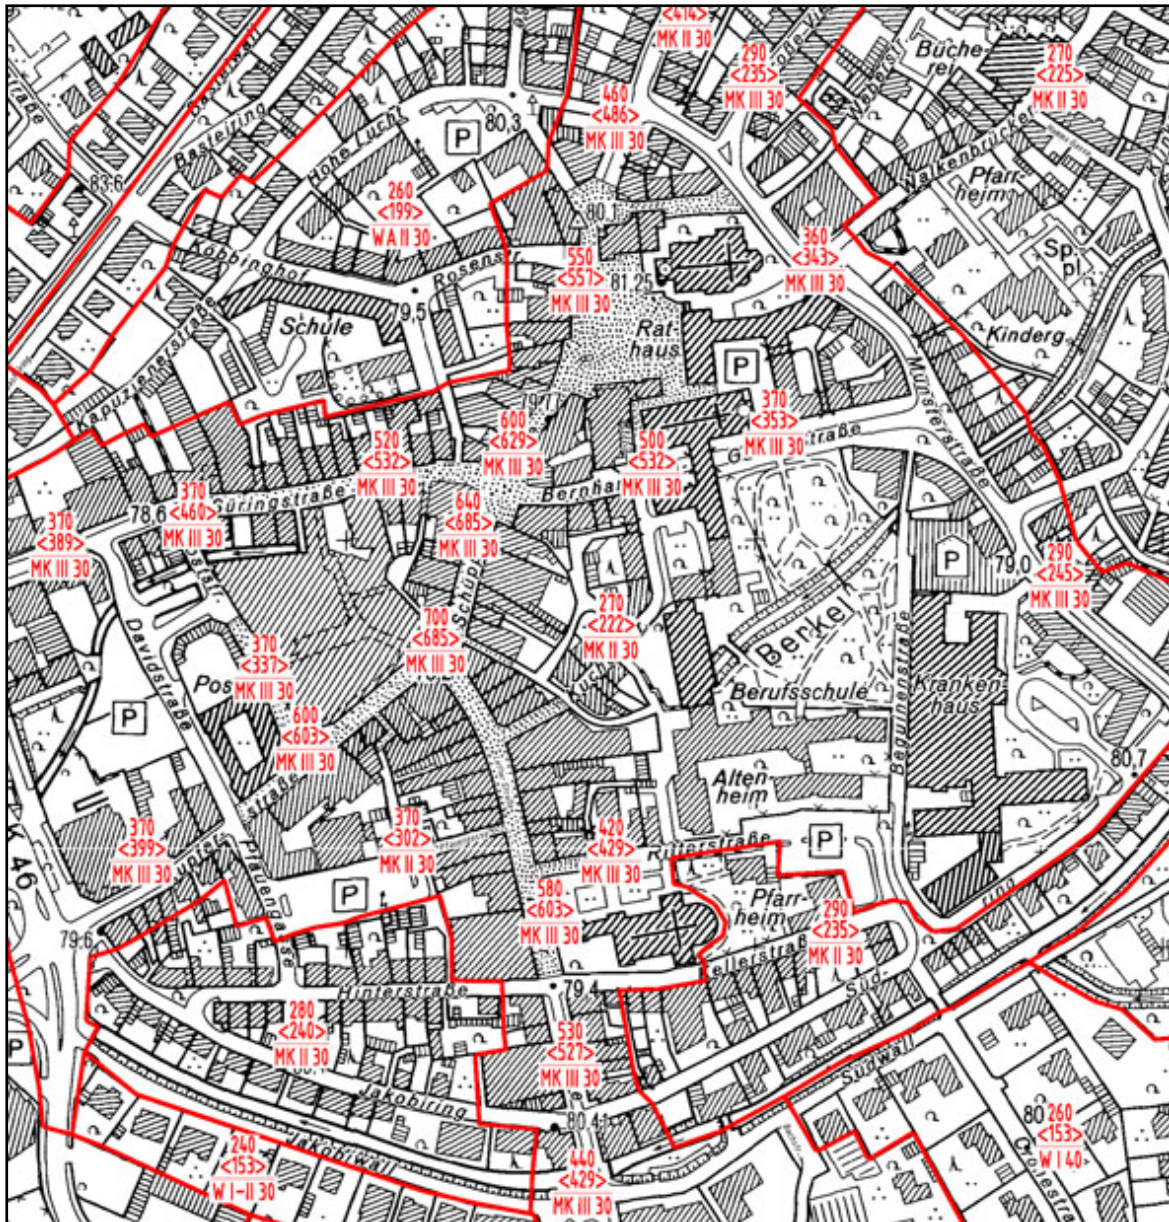 <414>
MK II 30
290
<235>
MK III 30
Büche-
rei
270
<225>
MK II 30
460
<486>
MK III 30
80,3
P
Hohe Lucht
Basteiring
83,6
Walkenbrücken
Pfarr-
heim
260
<199>
WA II 30
80.1
Köbbinghof
Rosenstr.
550
<557>
MK III 30
81.25
360
<343>
MK III 30
Sp.
pl.
Kinderg.
79,5
Schule
Rat-
haus
P
Kapuzinerstraße
Münsterstraße
370
<353>
MK III 30
600
<629>
MK III 30
520
<532>
MK III 30
500
<532>
MK III 30
370
<460>
MK III 30
78.6
üringstraße
640
<685>
MK III 30
370
<389>
MK III 30
P
79,0
290
<245>
MK III 30
270
<222>
MK II 30
700
<685>
MK III 30
Berkel
Davidstraße
370
<337>
MK III 30
Pos
P
Berufsschule
Kranken-
haus
Beguinenstraße
600
<603>
MK III 30
80,7
Alten-
heim
370
<399>
MK III 30
370
<302>
MK II 30
420
<429>
MK III 30
Ritterstraße
P
46
P
Pfauengasse
580
<603>
MK III 30
Pfarr-
heim
290
<235>
MK II 30
79.6
Hinterstraße
79.4
Süd-
ring
280
<240>
MK II 30
530
<527>
MK III 30
Jakobiring
Südwall
80.41
Jakobiwall
240
<153>
W I-II 30
440
<429>
MK III 30
80
260
<153>
W I 40
P